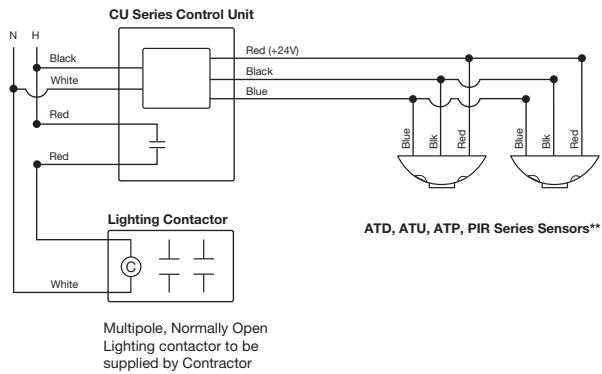 CU Series Control Unit
N H
Black
White
Red
Red
Red (+24V)
Black
Blue
Blue
Blk
Red
Blue
Blk
Red
ATD, ATU, ATP, PIR Series Sensors**
Lighting Contactor
C
White
Multipole, Normally Open
Lighting contactor to be
supplied by Contractor